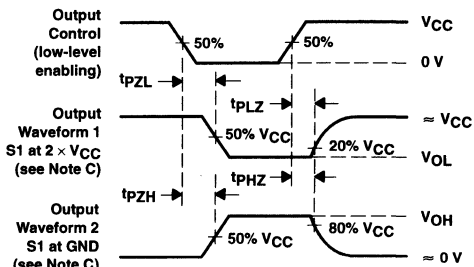 Output
Control
(low-level
enabling)
50%
50%
VCC
0 V
tPZL
tPLZ
Output
Waveform 1
S1 at 2 × VCC
(see Note C)
50% VCC
20% VCC
≈ VCC
VOL
tPZH
tPHZ
Output
Waveform 2
S1 at GND
(see Note C)
50% VCC
80% VCC
VOH
≈ 0 V